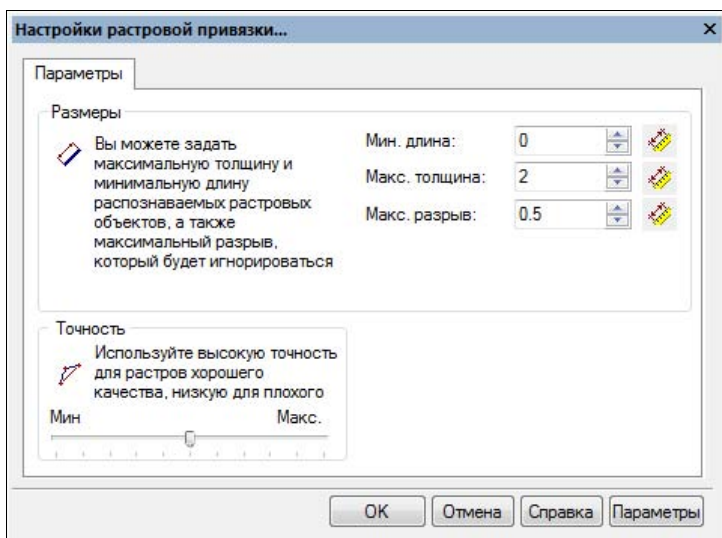 Настройки растровой привязки...
Параметры
Размеры
Вы можете задать
максимальную толщину и
минимальную длину
распознаваемых растровых
объектов, а также
максимальный разрыв,
который будет игнорироваться
Мин. длина: 0
Макс. толщина: 2
Макс. разрыв: 0.5
Точность
Используйте высокую точность
для растров хорошего
качества, низкую для плохого
Мин Макс.
OK Отмена Справка Параметры